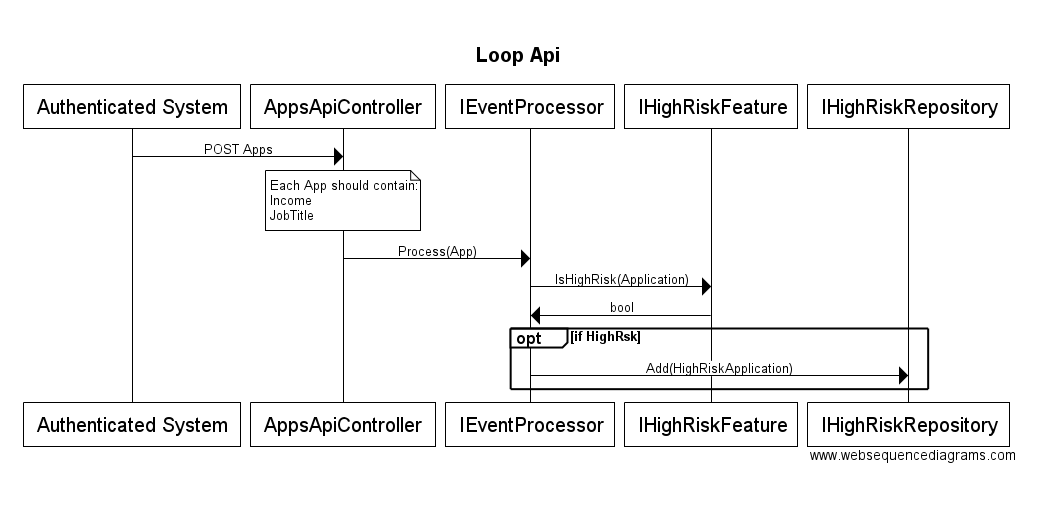 Loop Api
Authenticated System
AppsApiController
IEventProcessor
IHighRiskFeature
IHighRiskRepository
POST Apps
Each App should contain:
Income
JobTitle
Process(App)
IsHighRisk(Application)
bool
opt
[if HighRsk]
Add(HighRiskApplication)
Authenticated System
AppsApiController
IEventProcessor
IHighRiskFeature
IHighRiskRepository
www.websequencediagrams.com